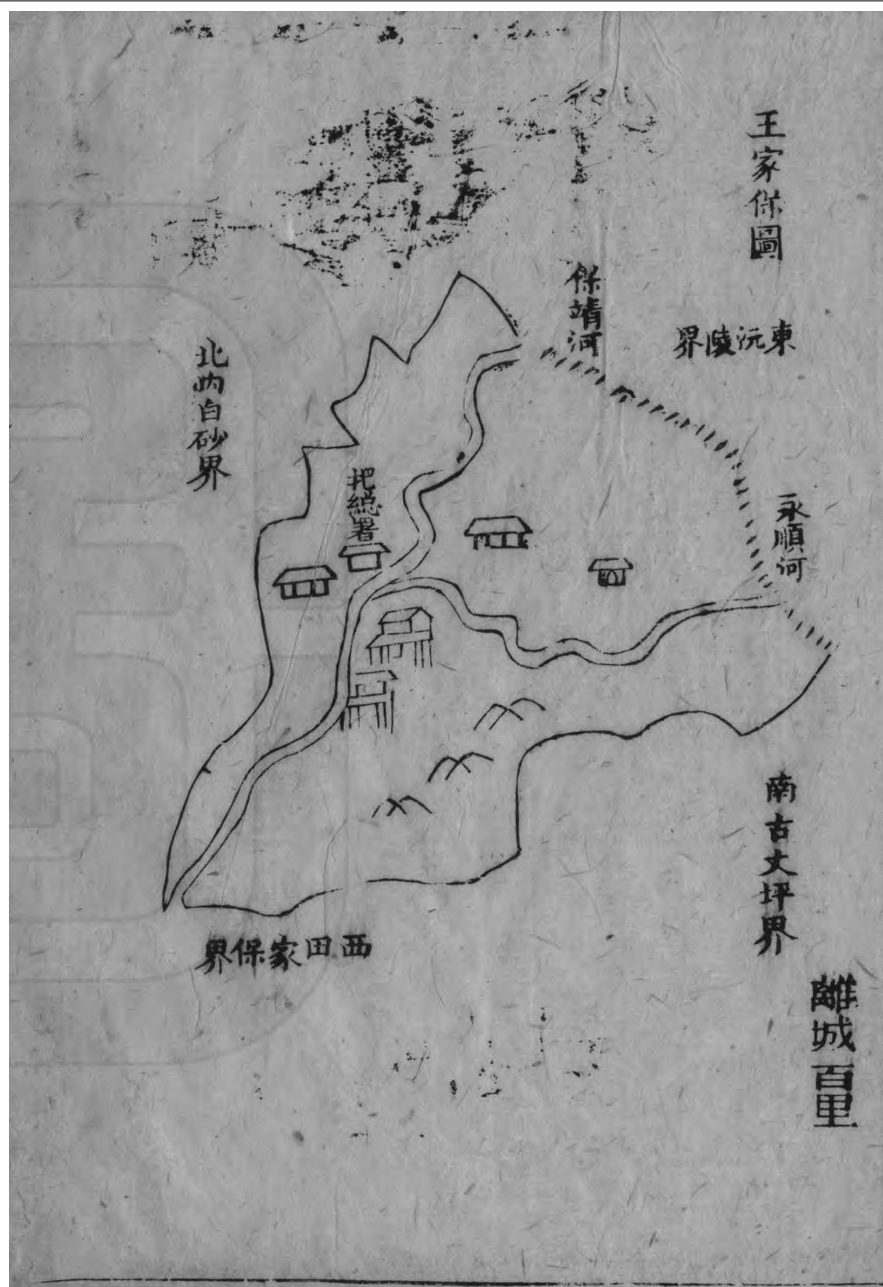 王家保圖
東沅陵界
保靖河
永順河
把總署
北內白砂界
南古丈坪界
西田家保界
離城百里